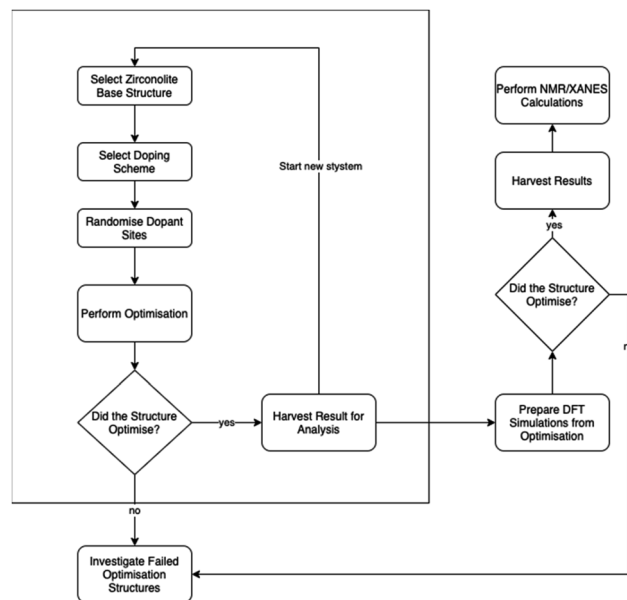 Select Zirconolite
Base Structure
Select Doping
Scheme
Randomise Dopant
Sites
Perform Optimisation
Did the Structure
Optimise?
yes
Harvest Result for
Analysis
Start new stystem
no
Investigate Failed
Optimisation
Structures
Perform NMR/XANES
Calculations
Harvest Results
yes
Did the Structure
Optimise?
Prepare DFT
Simulations from
Optimisation